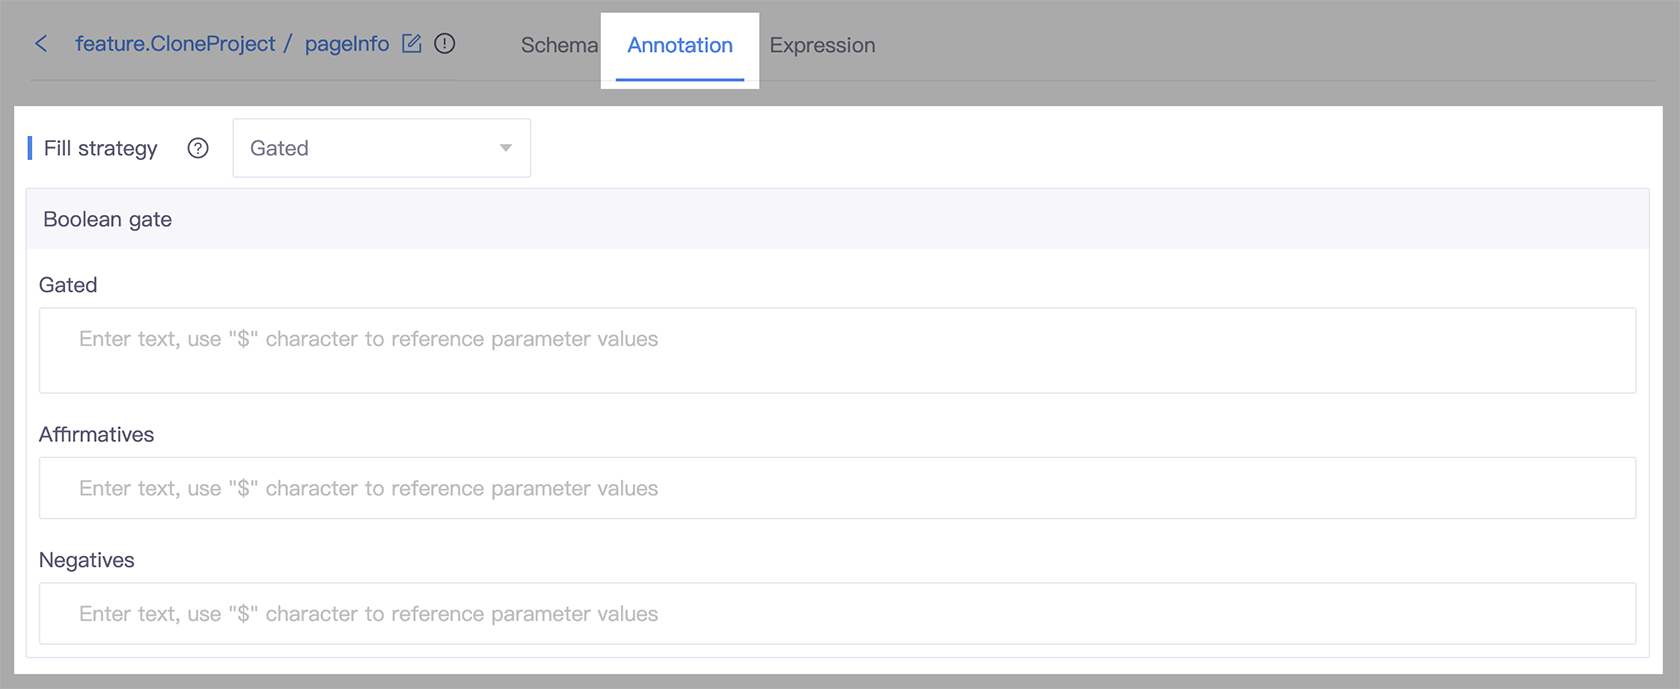 feature.CloneProject / pageInfo
Schema Annotation Expression
Fill strategy Gated
Boolean gate
Gated
Enter text, use "$" character to reference parameter values
Affirmatives
Enter text, use "$" character to reference parameter values
Negatives
Enter text, use "$" character to reference parameter values